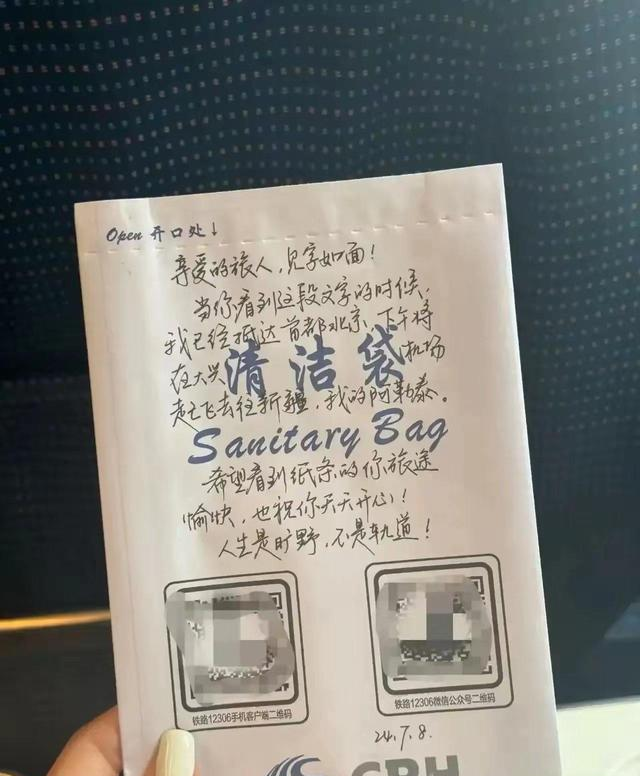 Open 开口处↓
亲爱的旅人，见字如面！
当你看到这段文字的时候，
我已经抵达首都北京，下午将
在大兴 机场
清洁袋
起飞去往新疆，我的阿勒泰。
Sanitary Bag
希望看到纸条的你旅途
愉快，也祝你天天开心！
人生是旷野，不是轨道！
铁路12306手机客户端二维码
铁路12306微信公众号二维码
24.7.8.
CRH